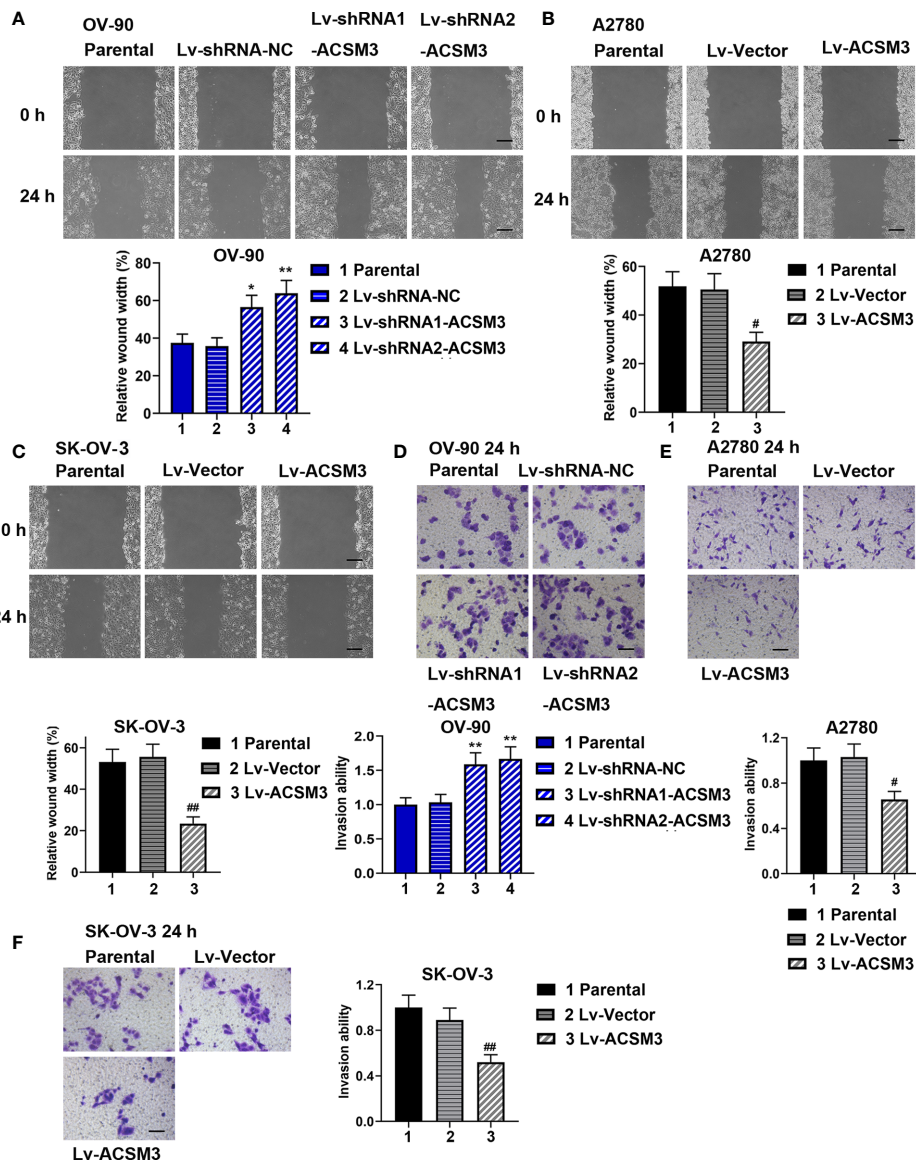 A
OV-90
Parental
Lv-shRNA-NC
Lv-shRNA1
-ACSM3
Lv-shRNA2
-ACSM3
0 h
24 h
OV-90
Relative wound width (%)
80
60
40
20
0
*
**
1 2 3 4
1 Parental
2 Lv-shRNA-NC
3 Lv-shRNA1-ACSM3
4 Lv-shRNA2-ACSM3
B
A2780
Parental
Lv-Vector
Lv-ACSM3
0 h
24 h
A2780
Relative wound width (%)
60
40
20
0
#
1 2 3
1 Parental
2 Lv-Vector
3 Lv-ACSM3
C
SK-OV-3
Parental
Lv-Vector
Lv-ACSM3
0 h
24 h
SK-OV-3
Relative wound width (%)
60
40
20
0
##
1 2 3
1 Parental
2 Lv-Vector
3 Lv-ACSM3
D
OV-90 24 h
Parental
Lv-shRNA-NC
Lv-shRNA1
-ACSM3
Lv-shRNA2
-ACSM3
OV-90
Invasion ability
2.0
1.5
1.0
0.5
0.0
**
**
1 2 3 4
1 Parental
2 Lv-shRNA-NC
3 Lv-shRNA1-ACSM3
4 Lv-shRNA2-ACSM3
E
A2780 24 h
Parental
Lv-Vector
Lv-ACSM3
A2780
Invasion ability
1.2
0.8
0.4
0.0
#
1 2 3
1 Parental
2 Lv-Vector
3 Lv-ACSM3
F
SK-OV-3 24 h
Parental
Lv-Vector
Lv-ACSM3
SK-OV-3
Invasion ability
1.2
0.8
0.4
0.0
##
1 2 3
1 Parental
2 Lv-Vector
3 Lv-ACSM3